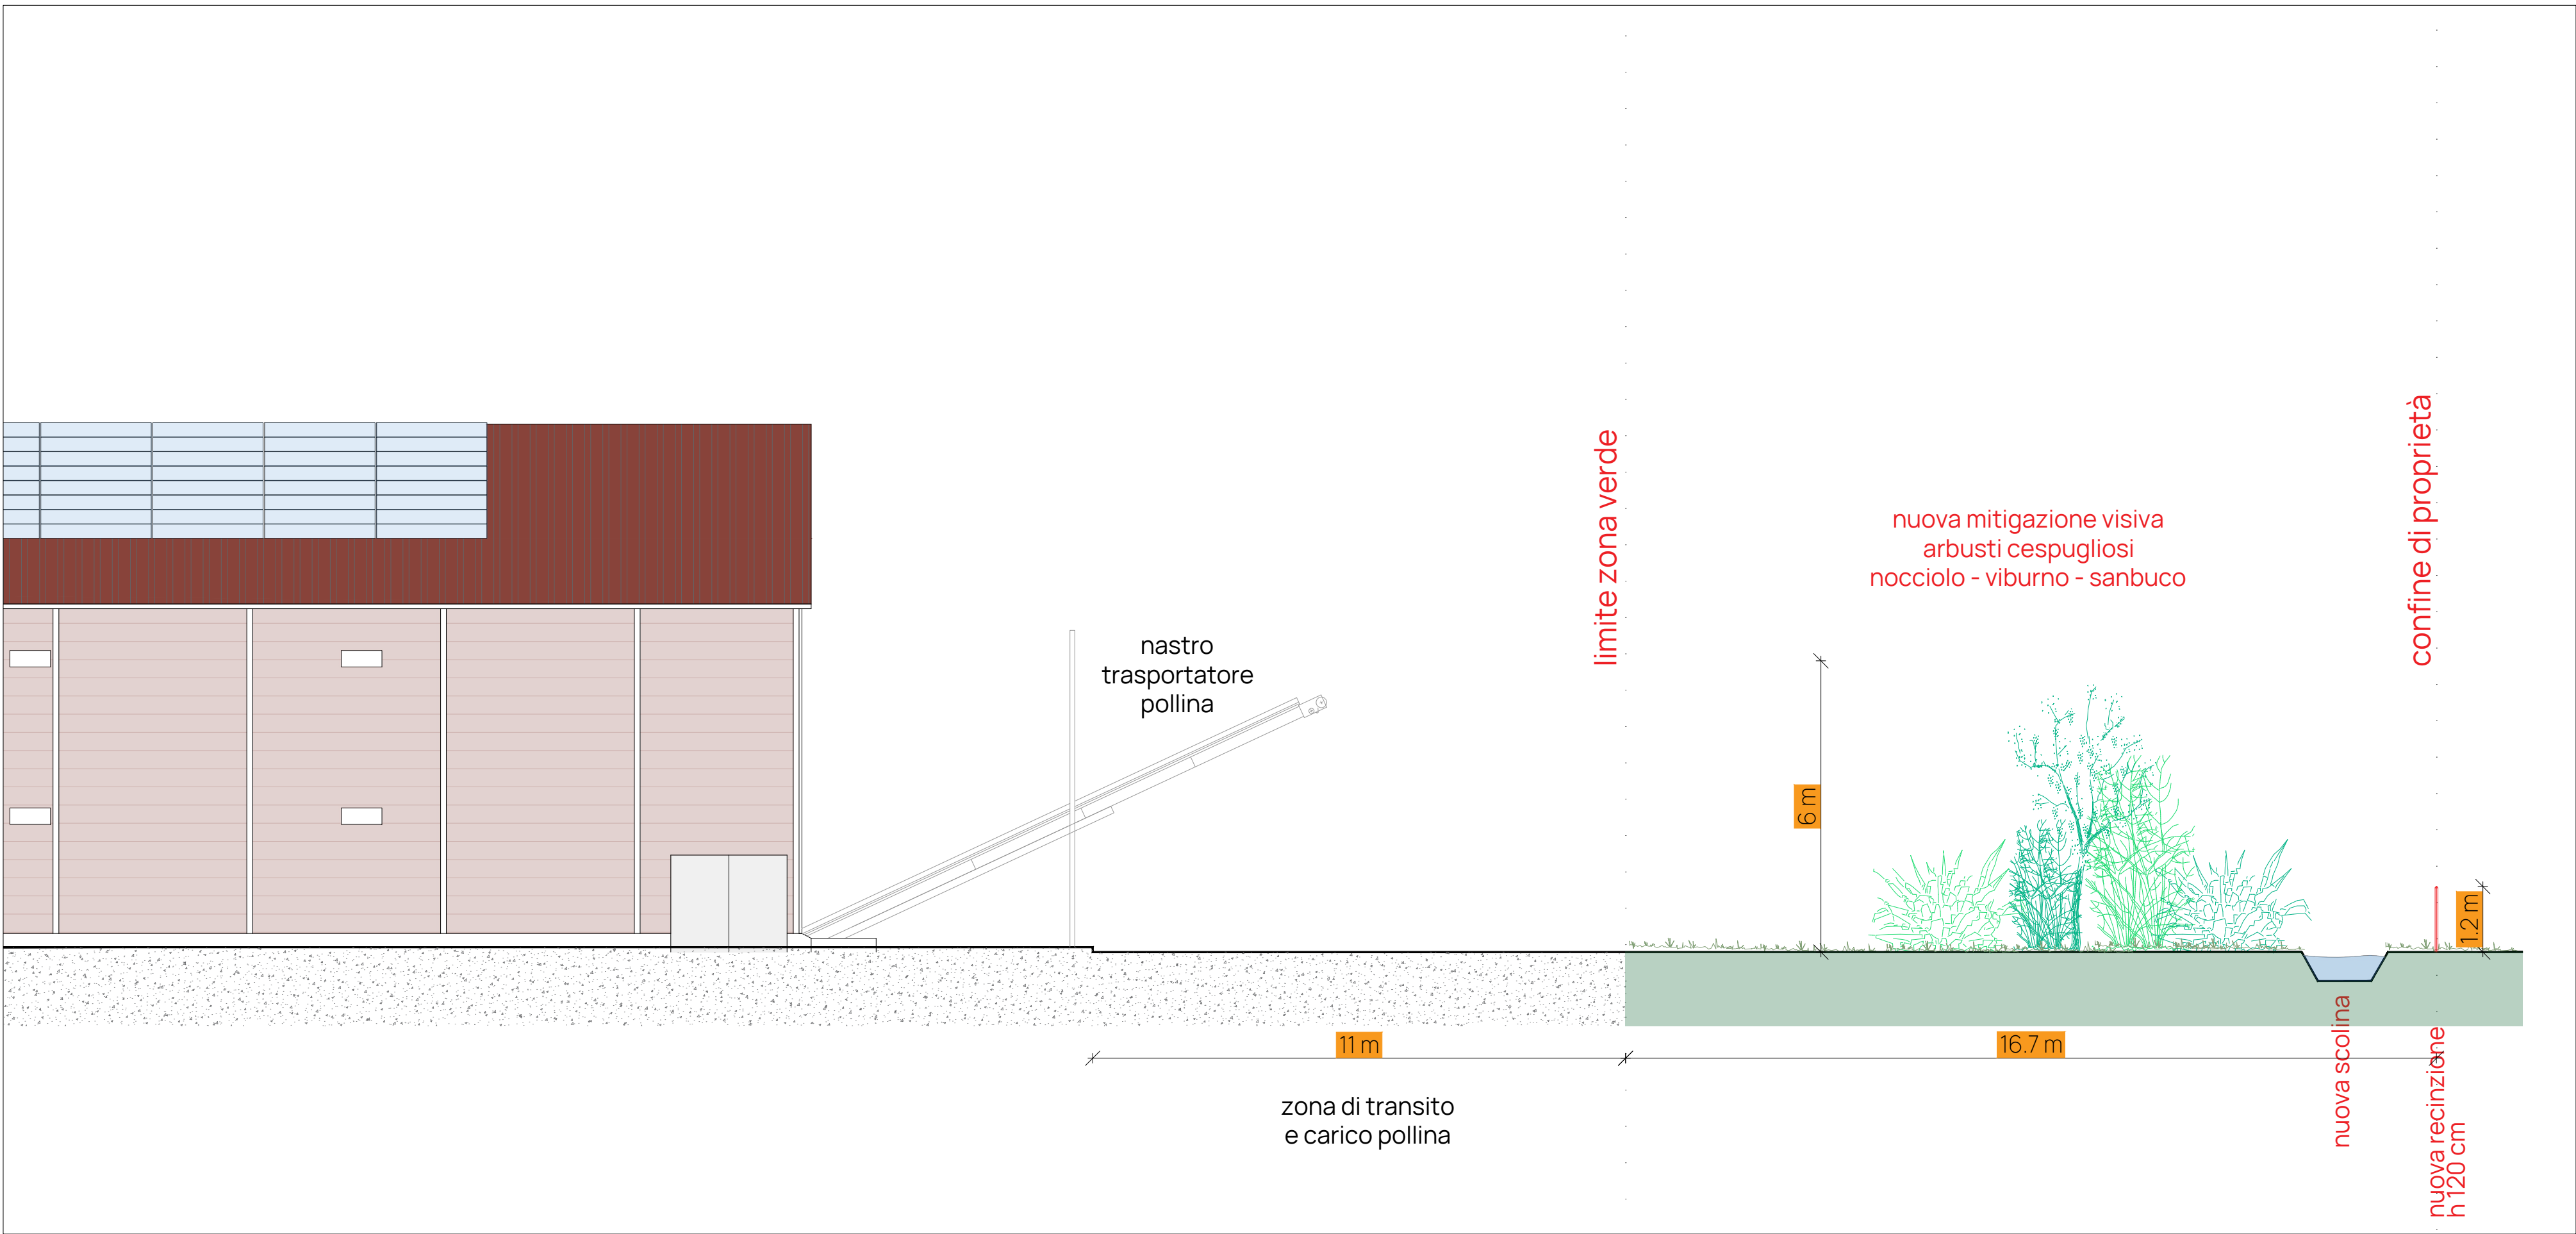 limite zona verde
confine di proprietà
nuova mitigazione visiva
arbusti cespugliosi
nocciolo - viburno - sanbuco
nastro
trasportatore
pollina
6 m
1.2 m
11 m
16.7 m
zona di transito
e carico pollina
nuova scolina
nuova recinzione
h 120 cm